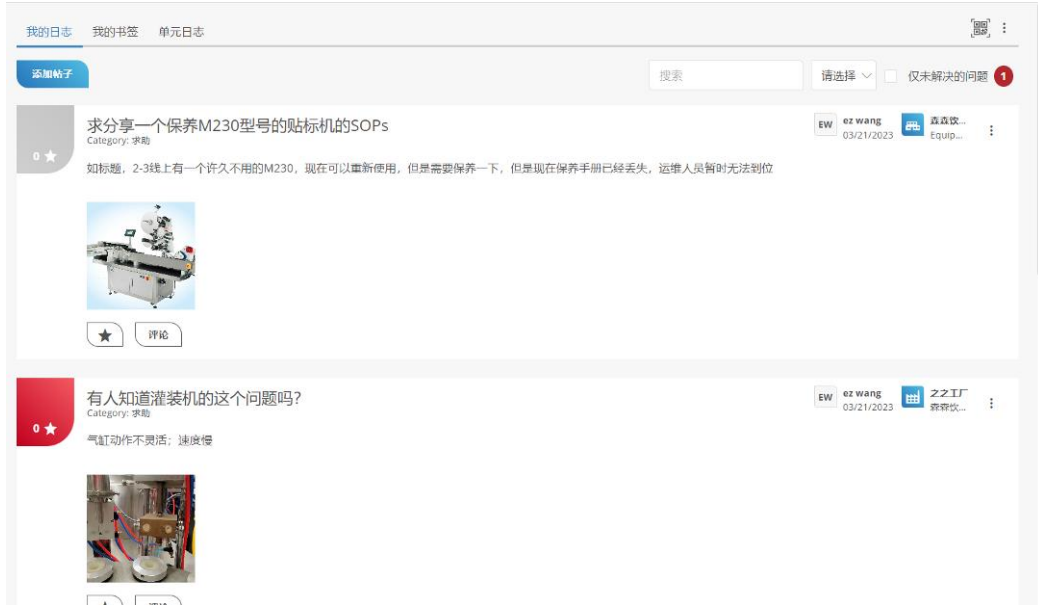 我的日志 我的书签 单元日志
添加帖子 搜索 请选择 仅未解决的问题 1
求分享一个保养M230型号的贴标机的SOPs
Category: 求助
0
EW ez wang 03/21/2023
森森饮... Equip...
如标题，2-3线上有一个许久不用的M230，现在可以重新使用，但是需要保养一下，但是现在保养手册已经丢失，运维人员暂时无法到位
评论
有人知道灌装机的这个问题吗?
Category: 求助
0
EW ez wang 03/21/2023
之之工厂 森森饮...
气缸动作不灵活；速度慢
评论